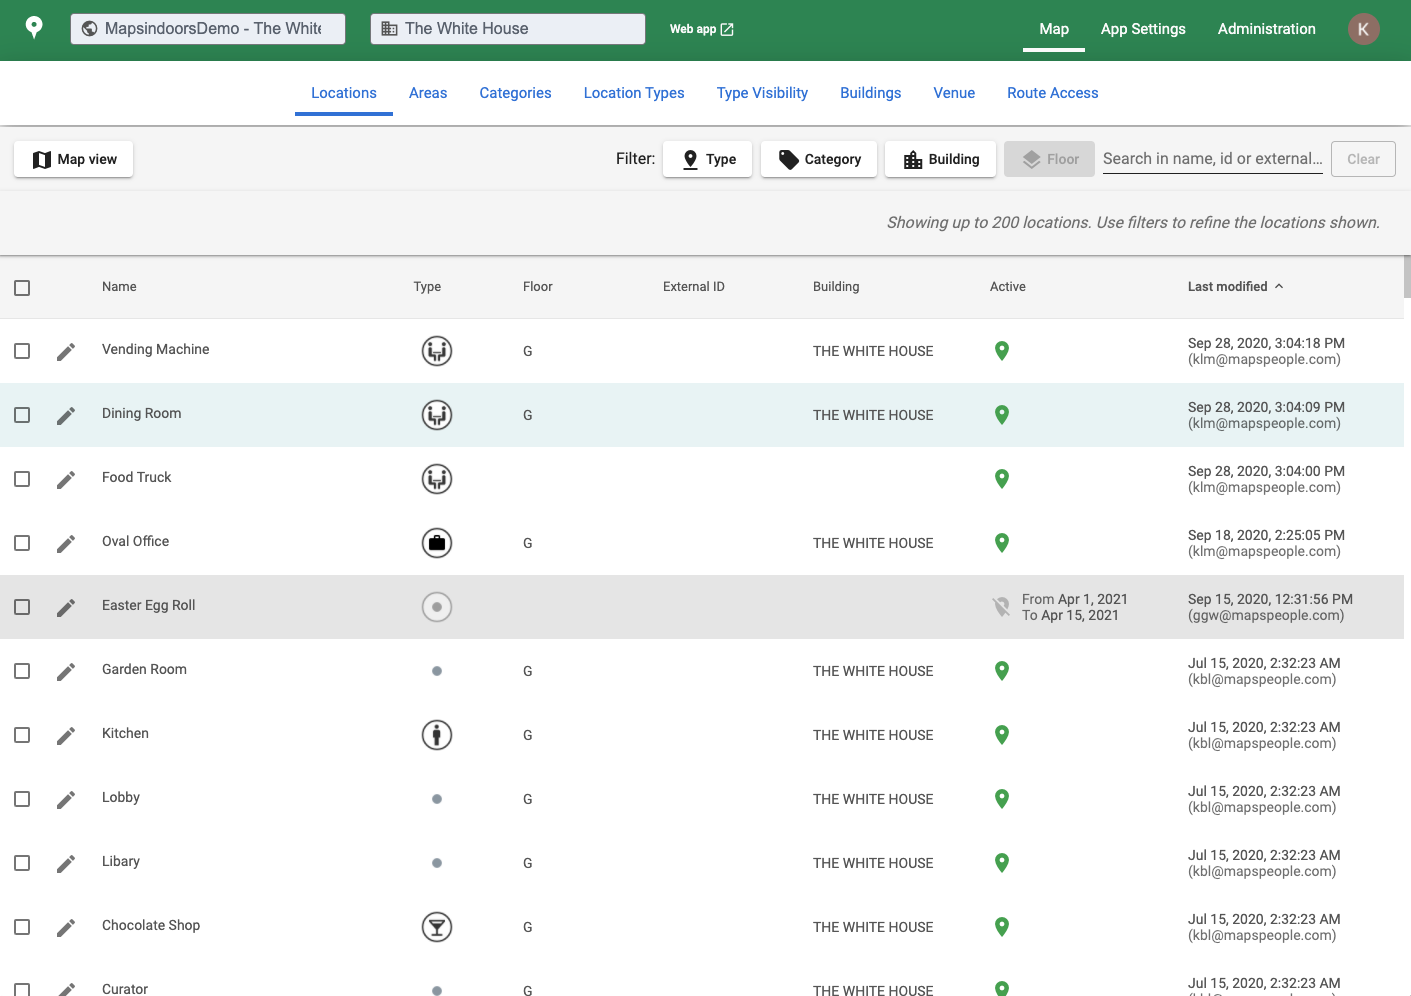 MapsindoorsDemo - The White
The White House
Web app
Map
App Settings
Administration
K
Locations
Areas
Categories
Location Types
Type Visibility
Buildings
Venue
Route Access
Map view
Filter:
Type
Category
Building
Floor
Search in name, id or external...
Clear
Showing up to 200 locations. Use filters to refine the locations shown.
Name Type Floor External ID Building Active Last modified
Vending Machine G THE WHITE HOUSE Sep 28, 2020, 3:04:18 PM
(klm@mapspeople.com)
Dining Room G THE WHITE HOUSE Sep 28, 2020, 3:04:09 PM
(klm@mapspeople.com)
Food Truck Sep 28, 2020, 3:04:00 PM
(klm@mapspeople.com)
Oval Office G THE WHITE HOUSE Sep 18, 2020, 2:25:05 PM
(klm@mapspeople.com)
Easter Egg Roll From Apr 1, 2021 Sep 15, 2020, 12:31:56 PM
To Apr 15, 2021 (ggw@mapspeople.com)
Garden Room G THE WHITE HOUSE Jul 15, 2020, 2:32:23 AM
(kbl@mapspeople.com)
Kitchen G THE WHITE HOUSE Jul 15, 2020, 2:32:23 AM
(kbl@mapspeople.com)
Lobby G THE WHITE HOUSE Jul 15, 2020, 2:32:23 AM
(kbl@mapspeople.com)
Libary G THE WHITE HOUSE Jul 15, 2020, 2:32:23 AM
(kbl@mapspeople.com)
Chocolate Shop G THE WHITE HOUSE Jul 15, 2020, 2:32:23 AM
(kbl@mapspeople.com)
Curator G THE WHITE HOUSE Jul 15, 2020, 2:32:23 AM